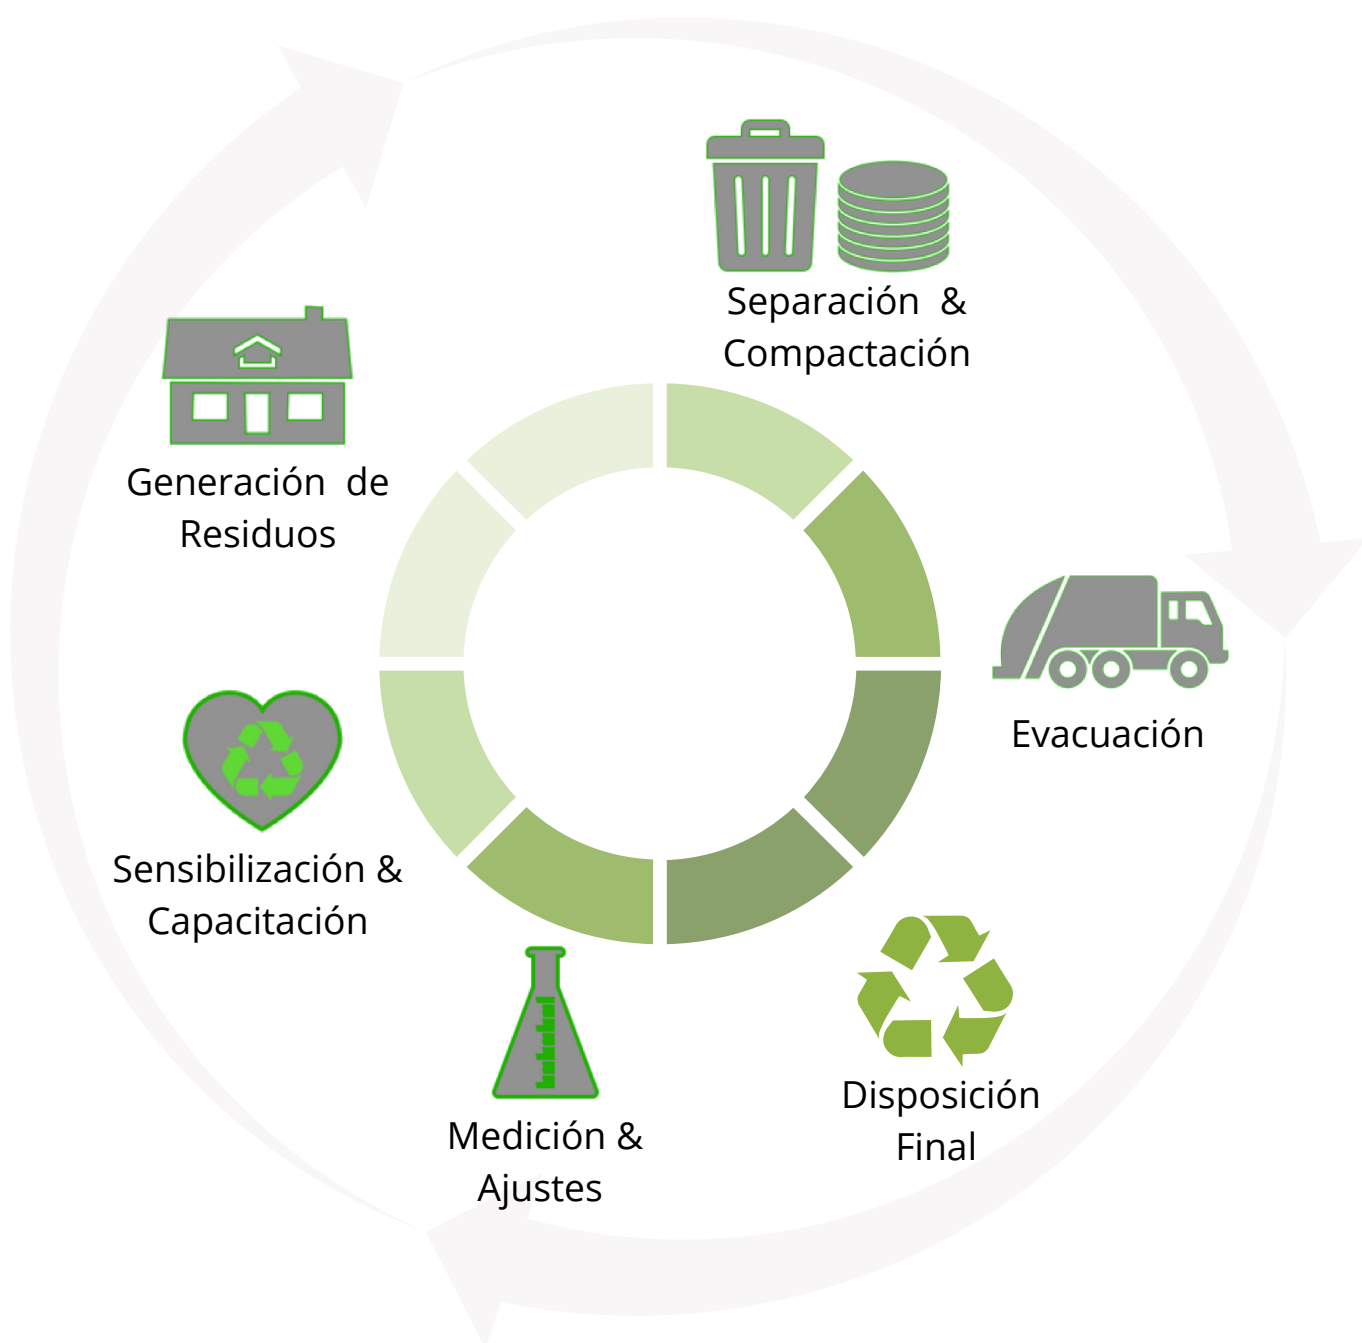 Separación & 
Compactación
Generación de
Residuos
Evacuación
Sensibilización &
Capacitación
Disposición
Final
Medición &
Ajustes